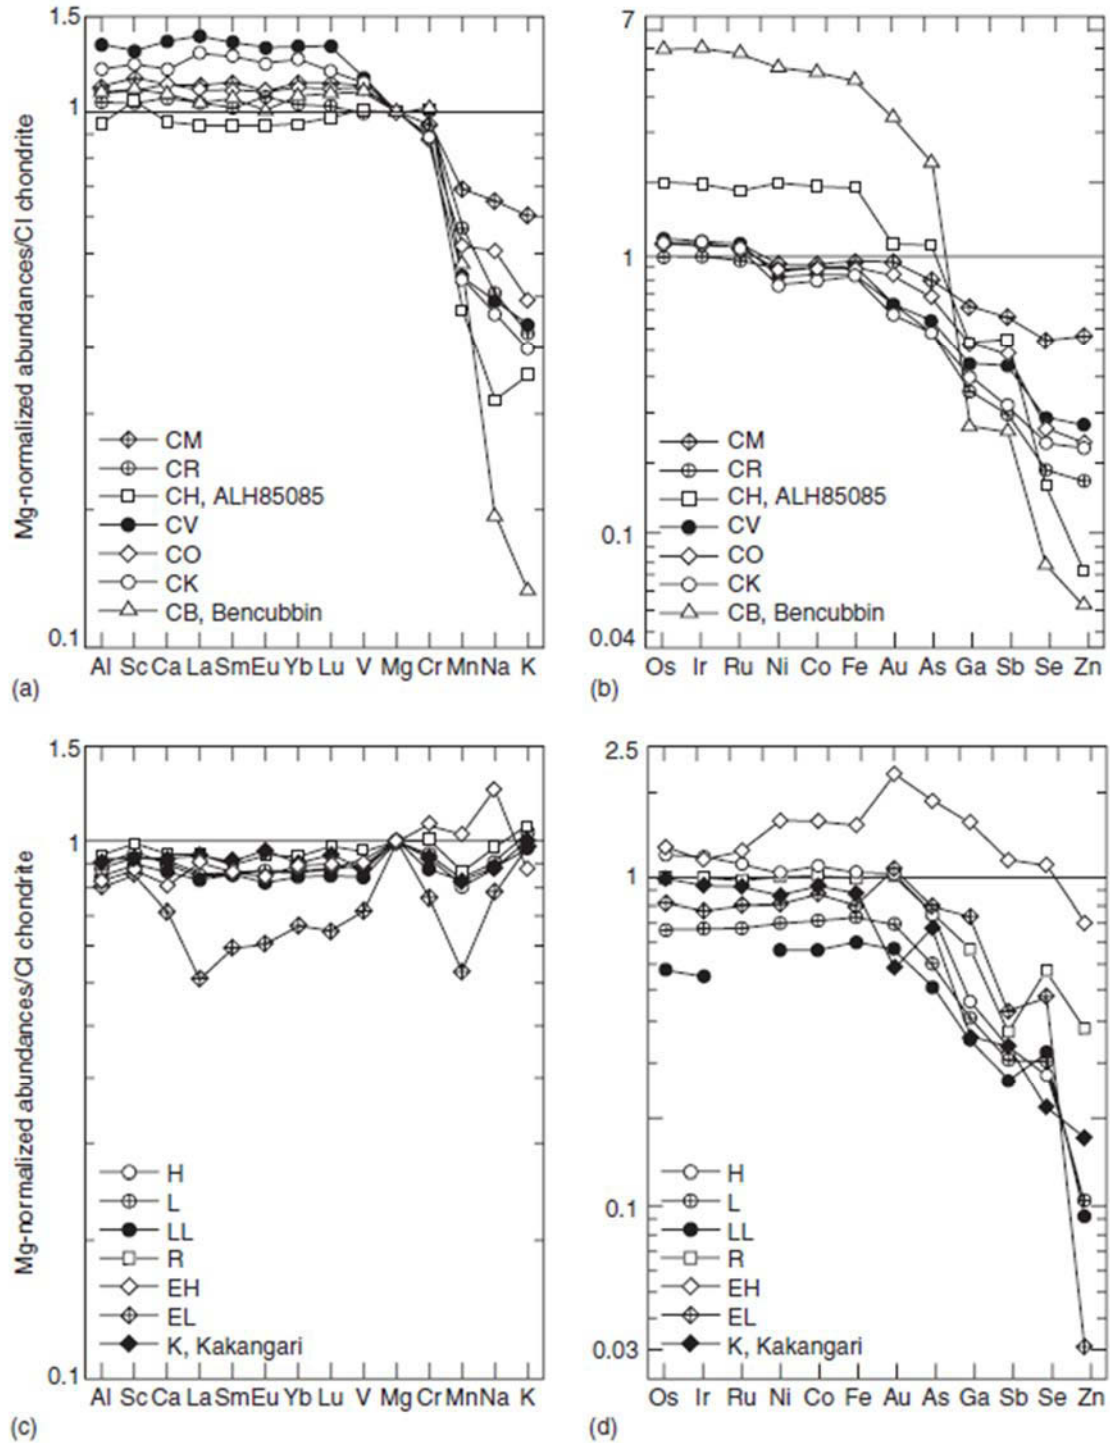 Mg-normalized abundances/CI chondrite
1.5
1
0.1
CM
CR
CH, ALH85085
CV
CO
CK
CB, Bencubbin
Al Sc Ca La Sm Eu Yb Lu V Mg Cr Mn Na K
(a)
7
1
0.1
0.04
CM
CR
CH, ALH85085
CV
CO
CK
CB, Bencubbin
Os Ir Ru Ni Co Fe Au As Ga Sb Se Zn
(b)
Mg-normalized abundances/CI chondrite
1.5
1
0.1
H
L
LL
R
EH
EL
K, Kakangari
Al Sc Ca La Sm Eu Yb Lu V Mg Cr Mn Na K
(c)
2.5
1
0.1
0.03
H
L
LL
R
EH
EL
K, Kakangari
Os Ir Ru Ni Co Fe Au As Ga Sb Se Zn
(d)